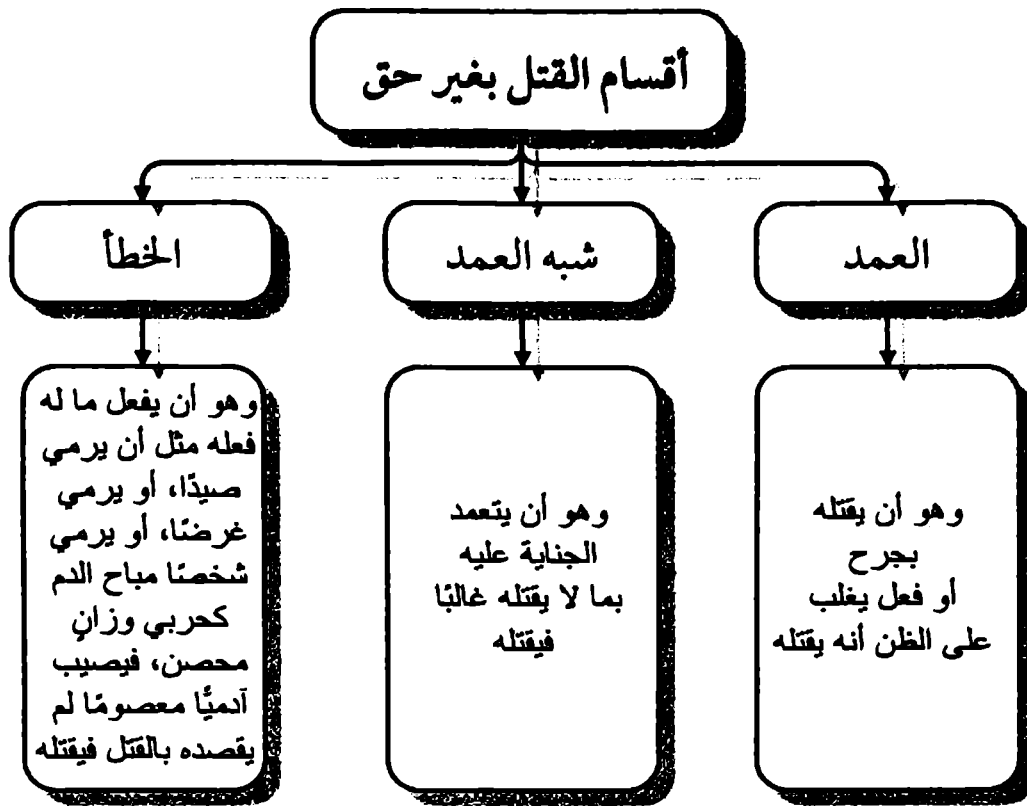 أقسام القتل بغير حق
العمد
شبه العمد
الخطأ
وهو أن يقتله
بجرح
أو فعل يغلب
على الظن أنه يقتله
وهو أن يتعمد
الجناية عليه
بما لا يقتله غالبًا
فيقتله
وهو أن يفعل ما له
فعله مثل أن يرمي
صيدًا، أو يرمي
غرضًا، أو يرمي
شخصًا مباح الدم
كحربي وزانٍ
محصن، فيصيب
آدميًّا معصومًا لم
يقصده بالقتل فيقتله